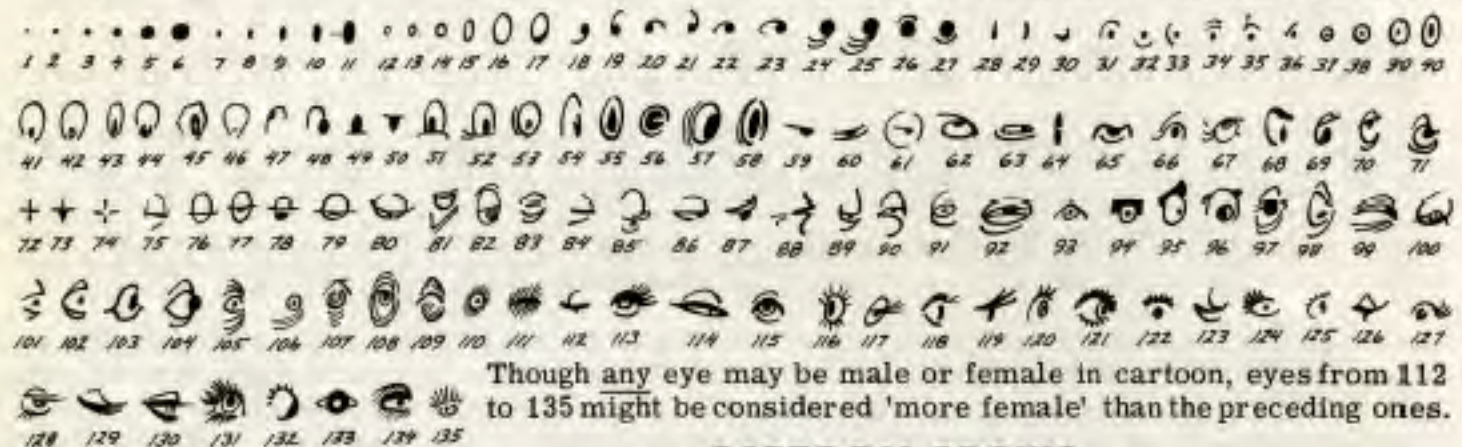 1 2 3 4 5 6 7 8 9 10 11 12 13 14 15 16 17 18 19 20 21 22 23 24 25 26 27 28 29 30 31 32 33 34 35 36 37 38 39 40
41 42 43 44 45 46 47 48 49 50 51 52 53 54 55 56 57 58 59 60 61 62 63 64 65 66 67 68 69 70 71
72 73 74 75 76 77 78 79 80 81 82 83 84 85 86 87 88 89 90 91 92 93 94 95 96 97 98 99 100
101 102 103 104 105 106 107 108 109 110 111 112 113 114 115 116 117 118 119 120 121 122 123 124 125 126 127
Though any eye may be male or female in cartoon, eyes from 112
to 135 might be considered 'more female' than the preceding ones.
128 129 130 131 132 133 134 135